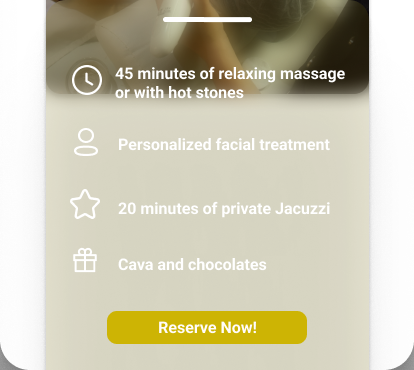 45 minutes of relaxing massage
or with hot stones
Personalized facial treatment
20 minutes of private Jacuzzi
Cava and chocolates
Reserve Now!